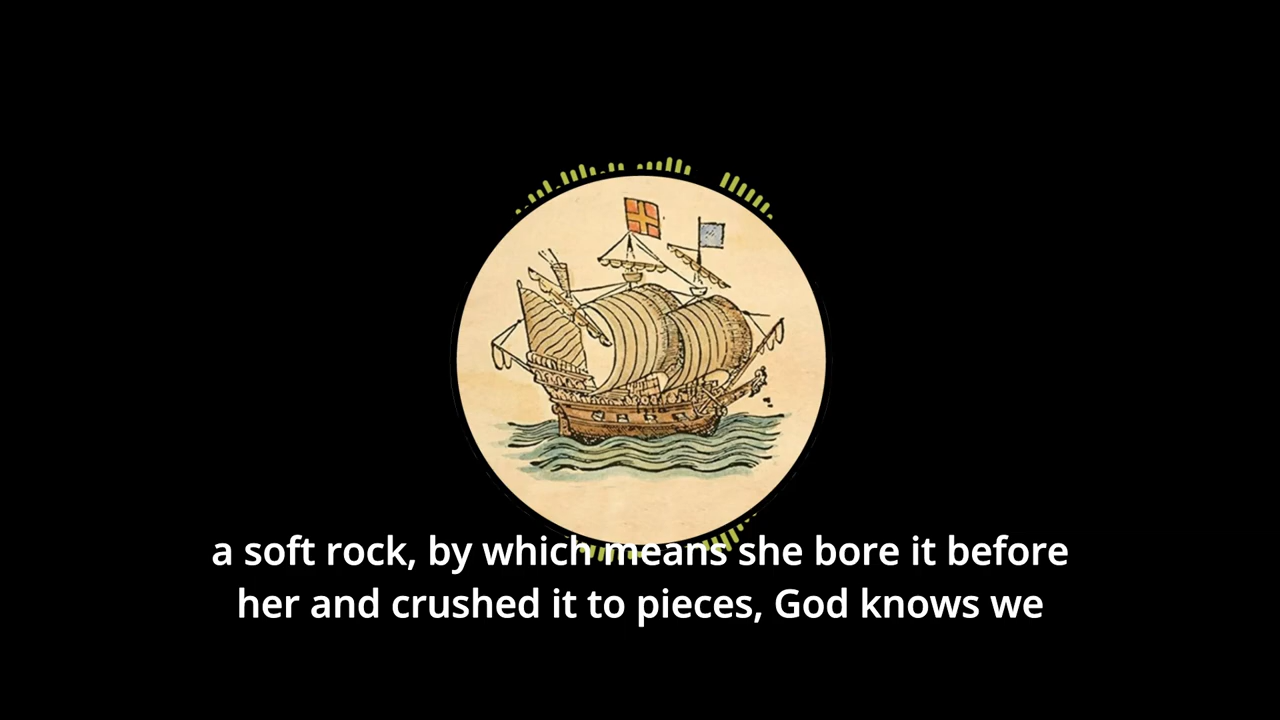 a soft rock, by which means she bore it before
her and crushed it to pieces, God knows we